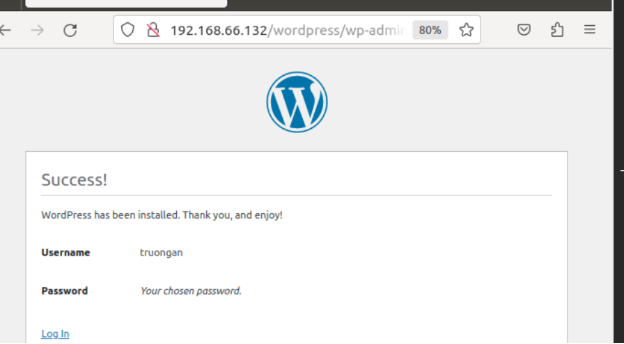 192.168.66.132/wordpress/wp-admi
80%
Success!
WordPress has been installed. Thank you, and enjoy!
Username truongan
Password Your chosen password.
Log In